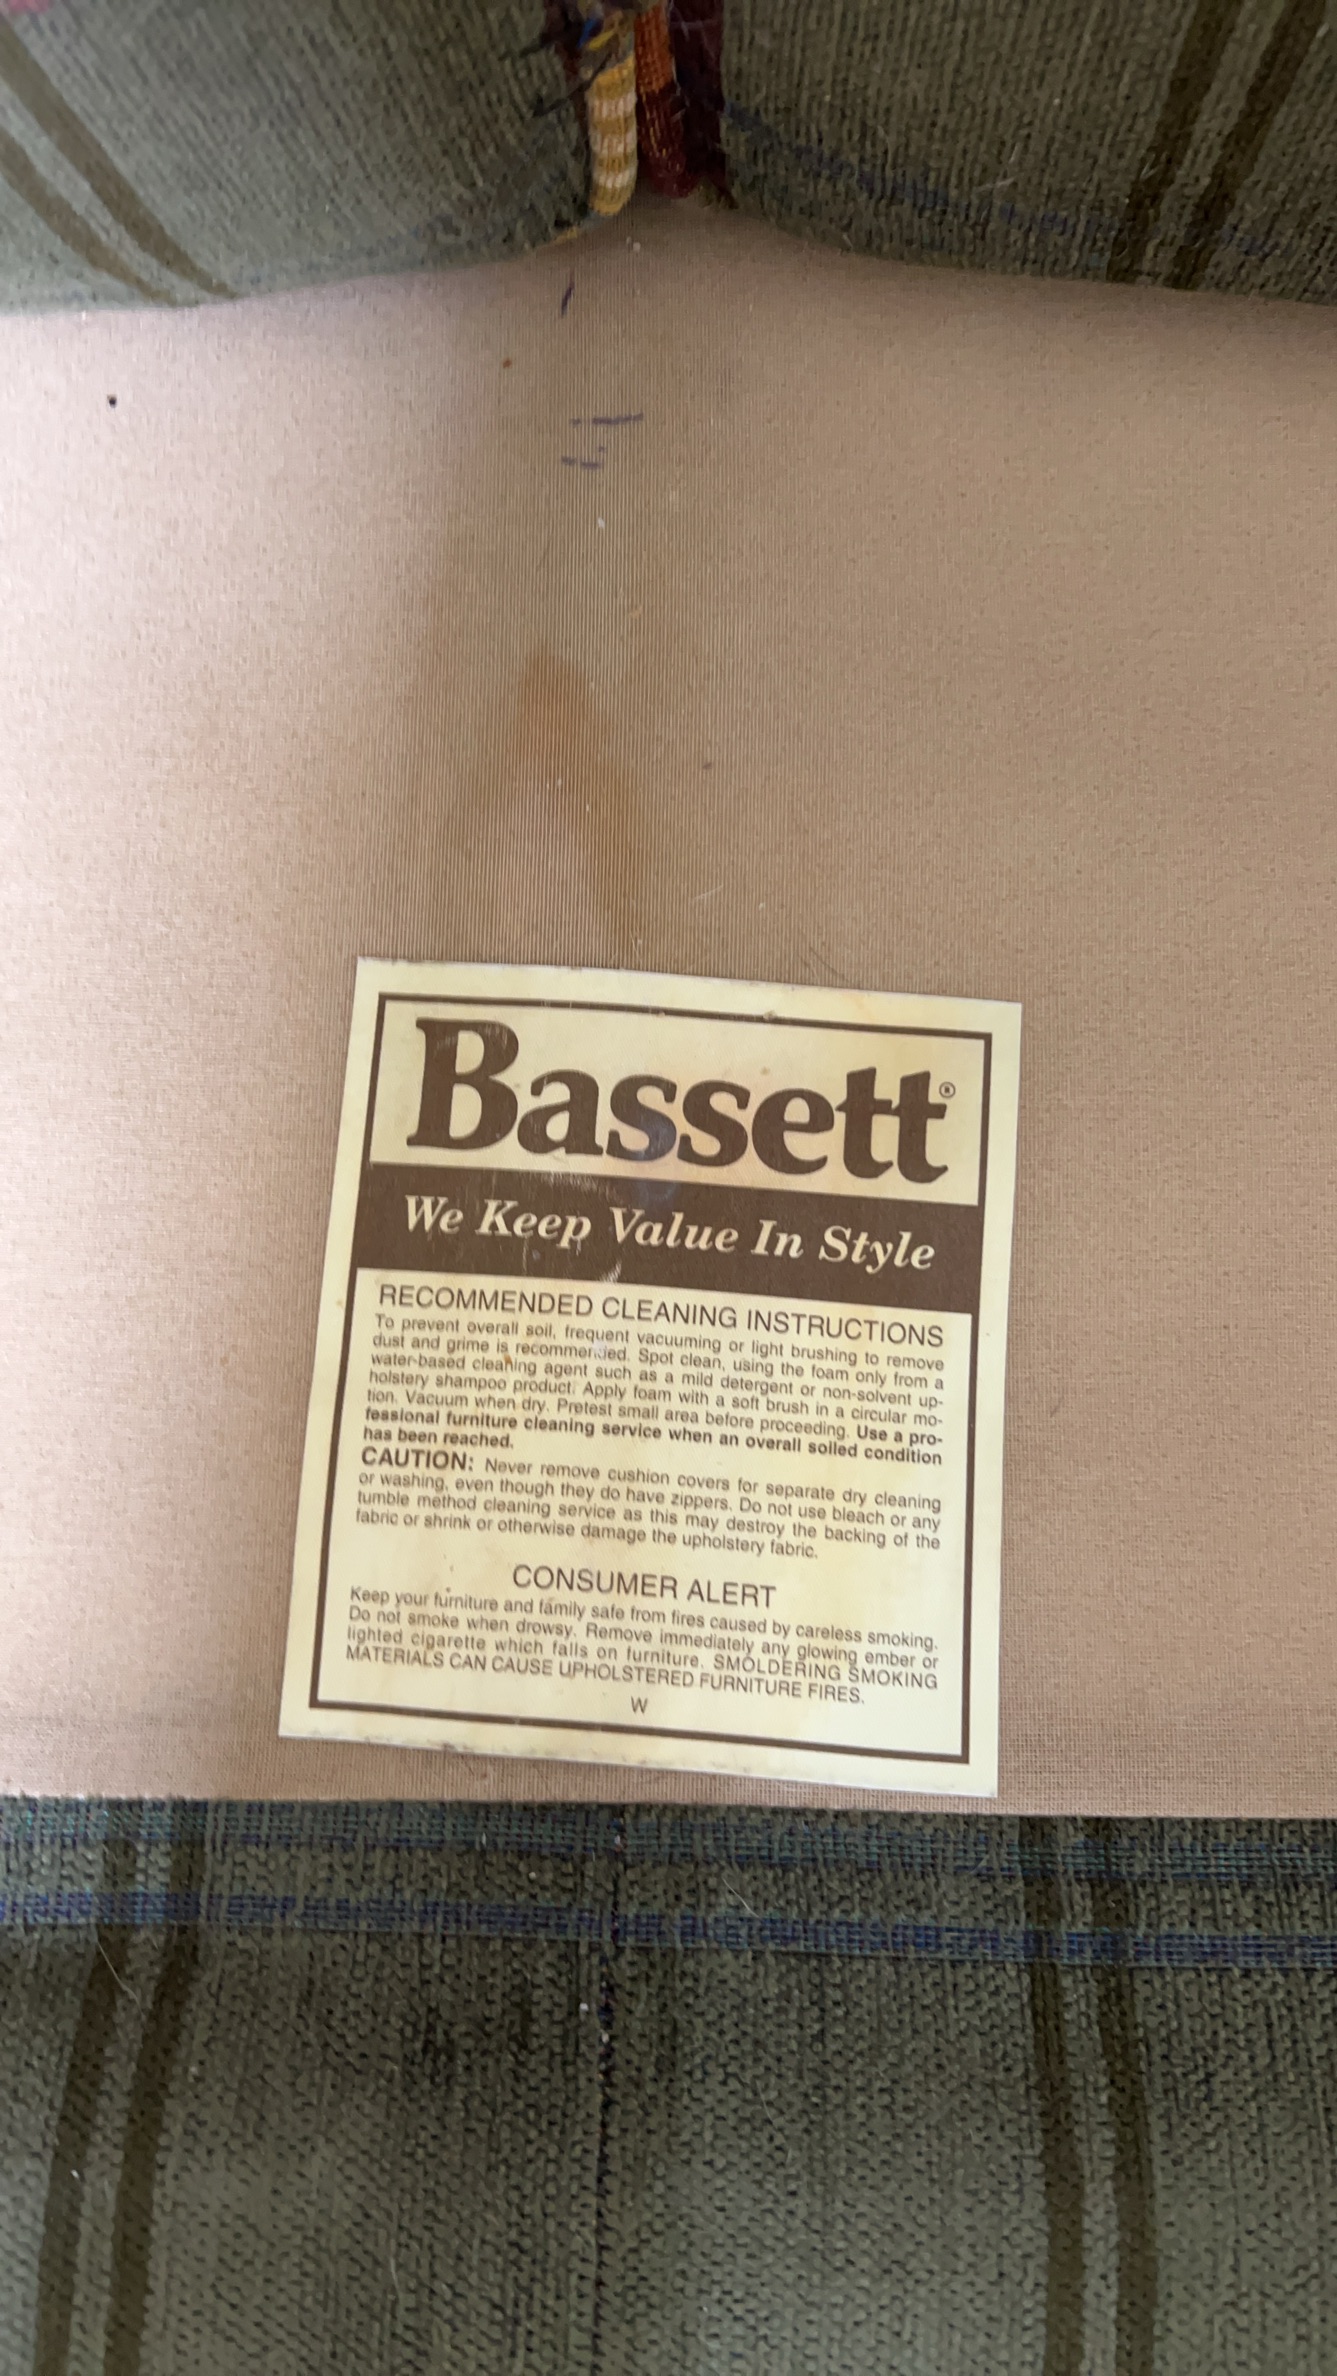 Bassett®
We Keep Value In Style
RECOMMENDED CLEANING INSTRUCTIONS
To prevent overall soil, frequent vacuuming or light brushing to remove
dust and grime is recommended. Spot clean, using the foam only from a
water-based cleaning agent such as a mild detergent or non-solvent up-
holstery shampoo product. Apply foam with a soft brush in a circular mo-
tion. Vacuum when dry. Pretest small area before proceeding. Use a pro-
fessional furniture cleaning service when an overall soiled condition
has been reached.
CAUTION: Never remove cushion covers for separate dry cleaning
or washing, even though they do have zippers. Do not use bleach or any
tumble method cleaning service as this may destroy the backing of the
fabric or shrink or otherwise damage the upholstery fabric.
CONSUMER ALERT
Keep your furniture and family safe from fires caused by careless smoking.
Do not smoke when drowsy. Remove immediately any glowing ember or
lighted cigarette which falls on furniture. SMOLDERING SMOKING
MATERIALS CAN CAUSE UPHOLSTERED FURNITURE FIRES.
W